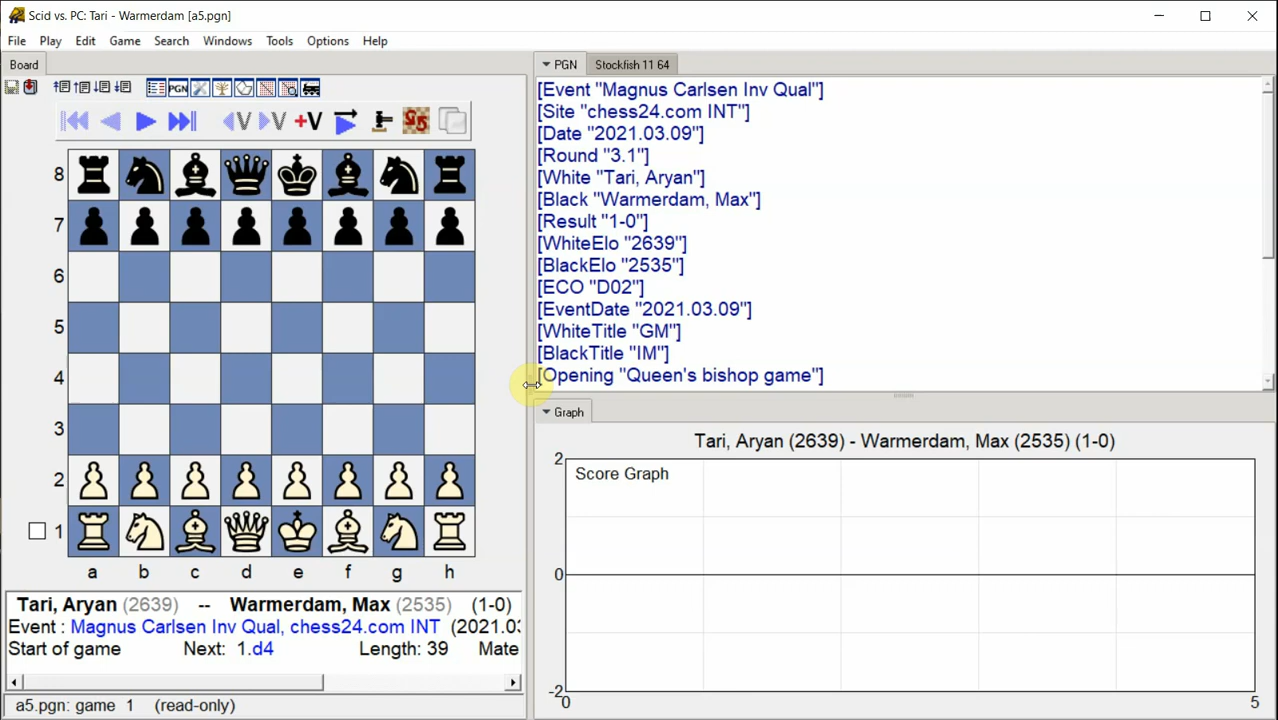 Scid vs. PC: Tari - Warmerdam [a5.pgn]
File Play Edit Game Search Windows Tools Options Help
Board
PGN
Stockfish 11 64
PGN
V V +V
[Event "Magnus Carlsen Inv Qual"]
[Site "chess24.com INT"]
[Date "2021.03.09"]
[Round "3.1"]
[White "Tari, Aryan"]
[Black "Warmerdam, Max"]
[Result "1-0"]
[WhiteElo "2639"]
[BlackElo "2535"]
[ECO "D02"]
[EventDate "2021.03.09"]
[WhiteTitle "GM"]
[BlackTitle "IM"]
[Opening "Queen's bishop game"]
8
7
6
5
4
3
2
1
a b c d e f g h
Tari, Aryan (2639) -- Warmerdam, Max (2535) (1-0)
Event : Magnus Carlsen Inv Qual, chess24.com INT (2021.03
Start of game Next: 1.d4 Length: 39 Mate
a5.pgn: game 1 (read-only)
Graph
Tari, Aryan (2639) - Warmerdam, Max (2535) (1-0)
Score Graph
2
0
-2
0 5